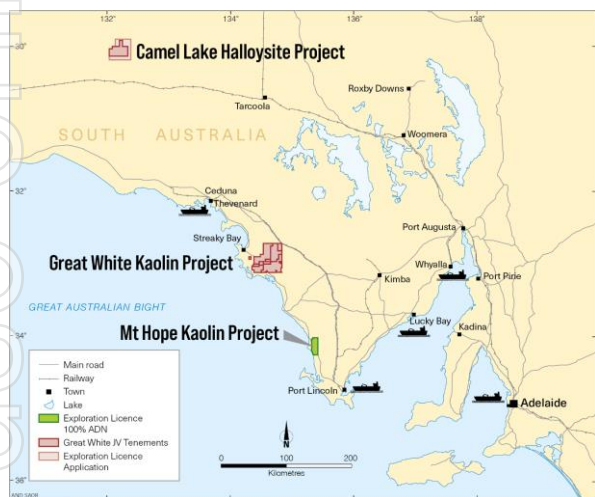 132°
134°
136°
138°
30°
Camel Lake Halloysite Project
Roxby Downs
Tarcoola
Woomera
SOUTH AUSTRALIA
32°
Ceduna
Thevenard
Streaky Bay
Port Augusta
Great White Kaolin Project
Whyalla
Kimba
Port Pirie
GREAT AUSTRALIAN BIGHT
Lucky Bay
34°
Mt Hope Kaolin Project
Kadina
Main road
Railway
Town
Lake
Exploration Licence
100% ADN
Great White JV Tenements
Exploration Licence
Application
Port Lincoln
Adelaide
N
0 100 200
Kilometres
36°